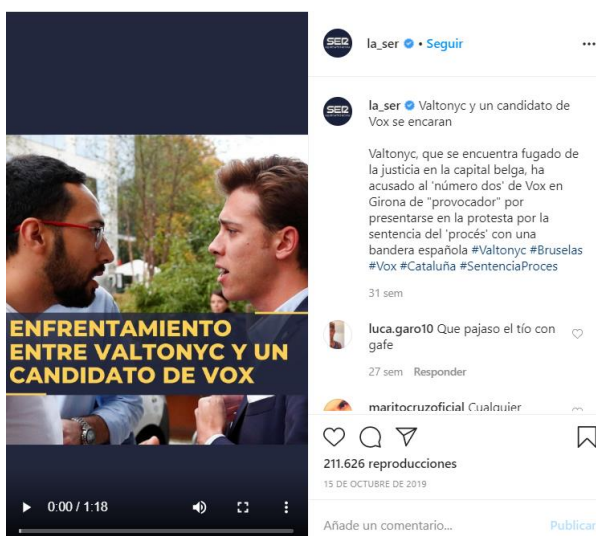 SER
la_ser • Seguir
SER
la_ser Valtonyc y un candidato de
Vox se encaran
Valtonyc, que se encuentra fugado de
la justicia en la capital belga, ha
acusado al 'número dos' de Vox en
Girona de "provocador" por
presentarse en la protesta por la
sentencia del 'procés' con una
bandera española #Valtonyc #Bruselas
#Vox #Cataluña #SentenciaProces
31 sem
luca.garo10 Que pajaso el tío con
gafe
27 sem Responder
maritocruzoficial Cualquier
211.626 reproducciones
15 DE OCTUBRE DE 2019
Añade un comentario... Publicar
ENFRENTAMIENTO
ENTRE VALTONYC Y UN
CANDIDATO DE VOX
0:00 / 1:18